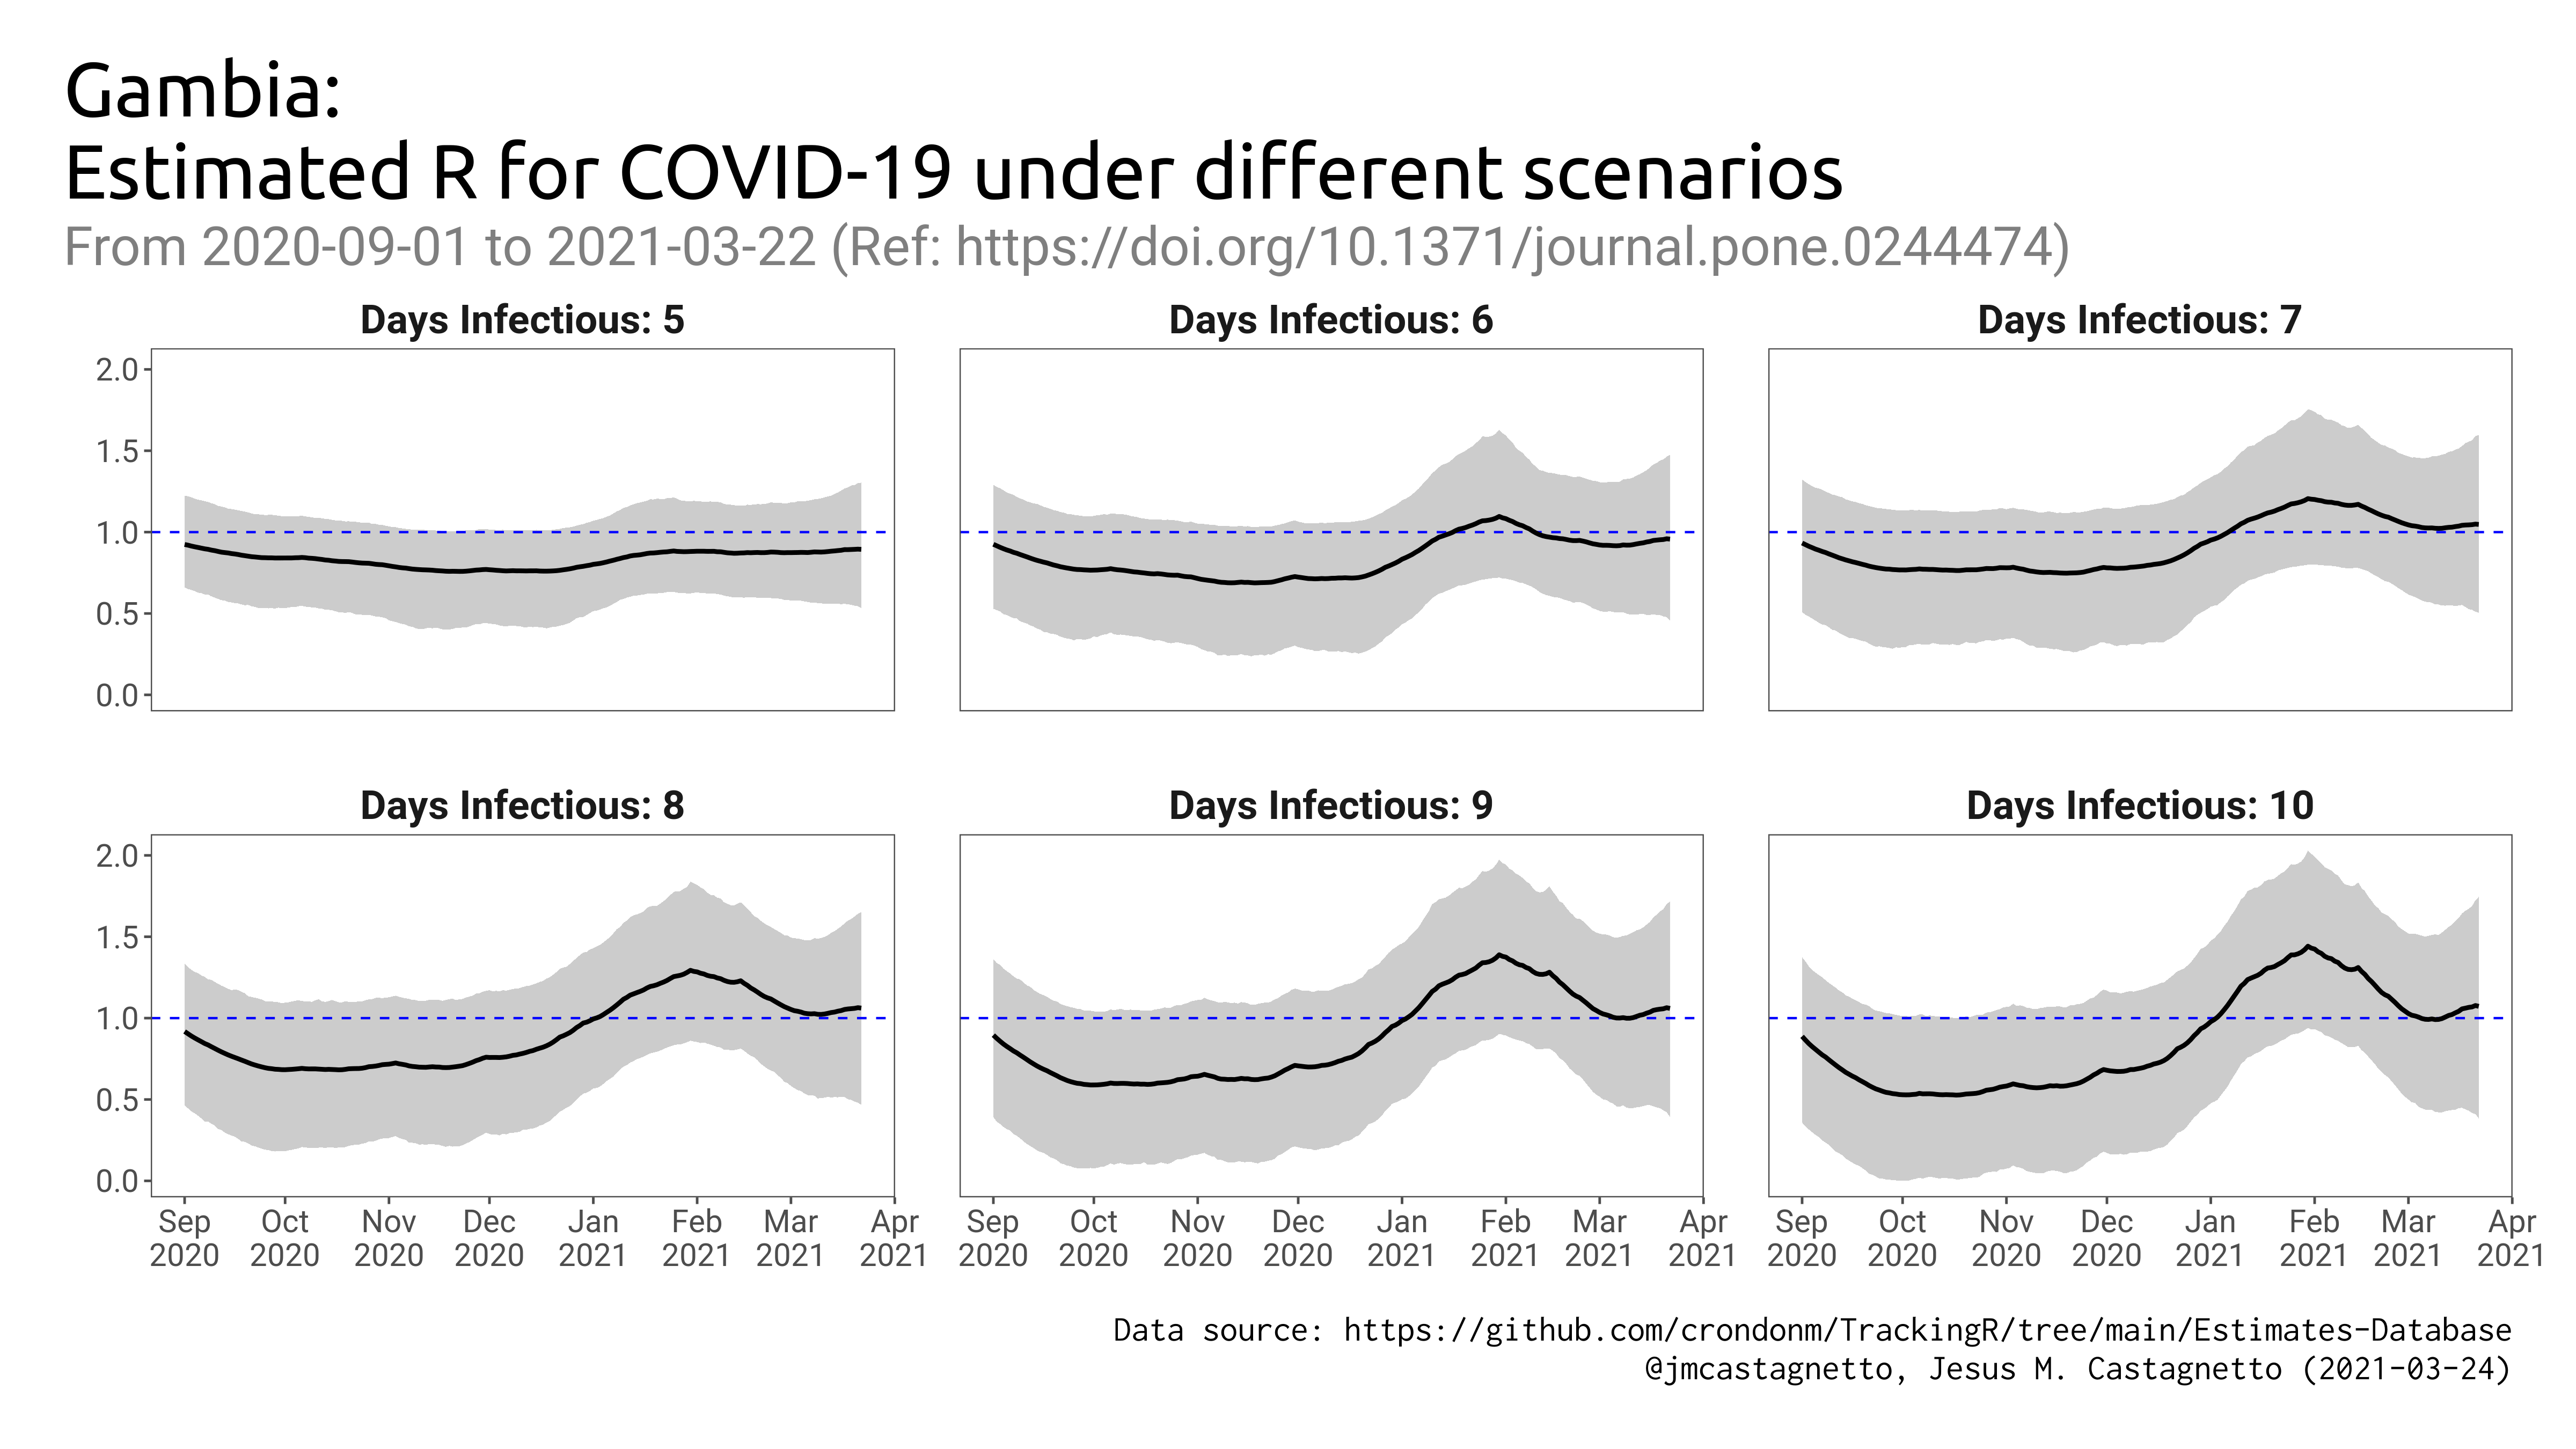 Gambia:
Estimated R for COVID-19 under different scenarios
From 2020-09-01 to 2021-03-22 (Ref: https://doi.org/10.1371/journal.pone.0244474)
Days Infectious: 5
Days Infectious: 6
Days Infectious: 7
2.0
1.5
1.0
0.5
0.0
Days Infectious: 8
Days Infectious: 9
Days Infectious: 10
2.0
1.5
1.0
0.5
0.0
Sep Oct Nov Dec Jan Feb Mar Apr
2020 2020 2020 2020 2021 2021 2021 2021
Sep Oct Nov Dec Jan Feb Mar Apr
2020 2020 2020 2020 2021 2021 2021 2021
Sep Oct Nov Dec Jan Feb Mar Apr
2020 2020 2020 2020 2021 2021 2021 2021
Data source: https://github.com/crondonm/TrackingR/tree/main/Estimates-Database
@jmcastagnetto, Jesus M. Castagnetto (2021-03-24)